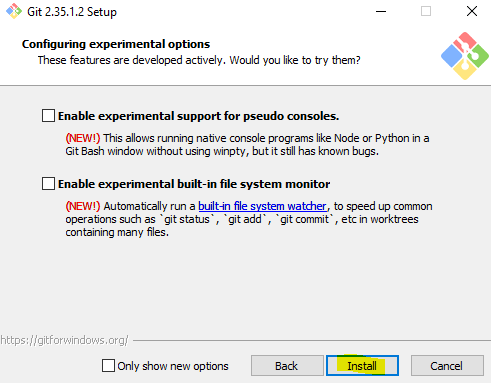 Git 2.35.1.2 Setup
Configuring experimental options
These features are developed actively. Would you like to try them?
Enable experimental support for pseudo consoles.
(NEW!) This allows running native console programs like Node or Python in a
Git Bash window without using winpty, but it still has known bugs.
Enable experimental built-in file system monitor
(NEW!) Automatically run a built-in file system watcher, to speed up common
operations such as `git status`, `git add`, `git commit`, etc in worktrees
containing many files.
https://gitforwindows.org/
Only show new options
Back
Install
Cancel